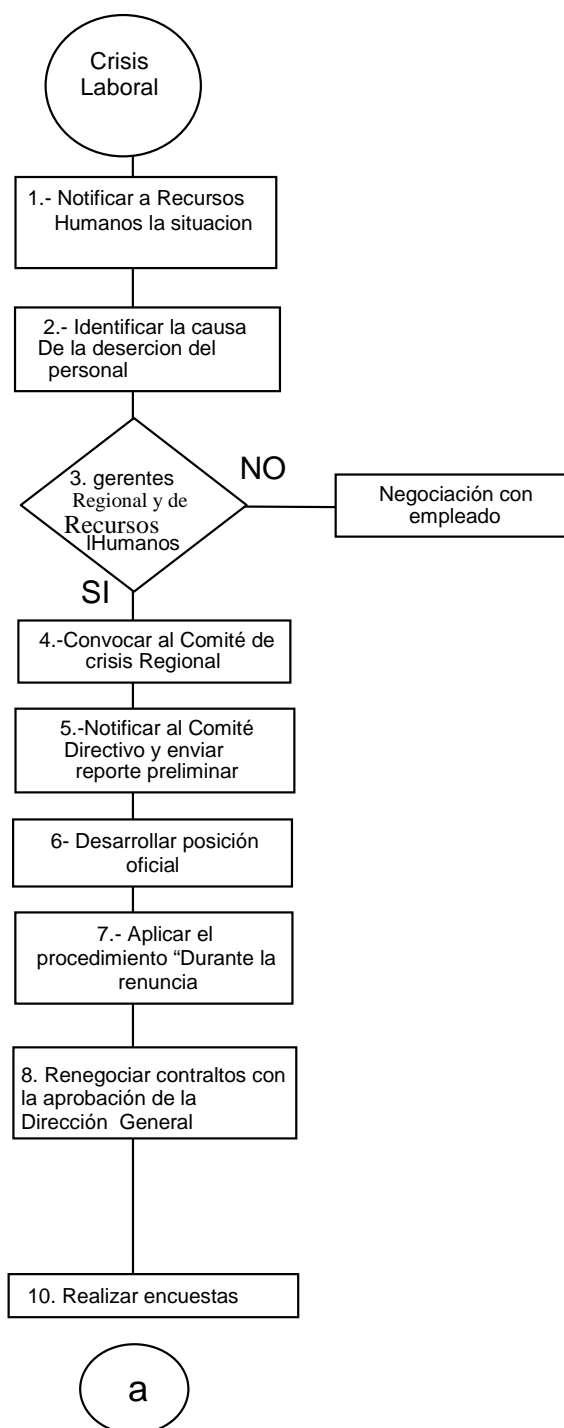 Crisis
Laboral
1.- Notificar a Recursos
Humanos la situacion
2.- Identificar la causa
De la desercion del
personal
3. gerentes
Regional y de
Recursos
lHumanos
NO
Negociación con
empleado
SI
4.-Convocar al Comité de
crisis Regional
5.-Notificar al Comité
Directivo y enviar
reporte preliminar
6- Desarrollar posición
oficial
7.- Aplicar el
procedimiento “Durante la
renuncia
8. Renegociar contraltos con
la aprobación de la
Dirección General
10. Realizar encuestas
a